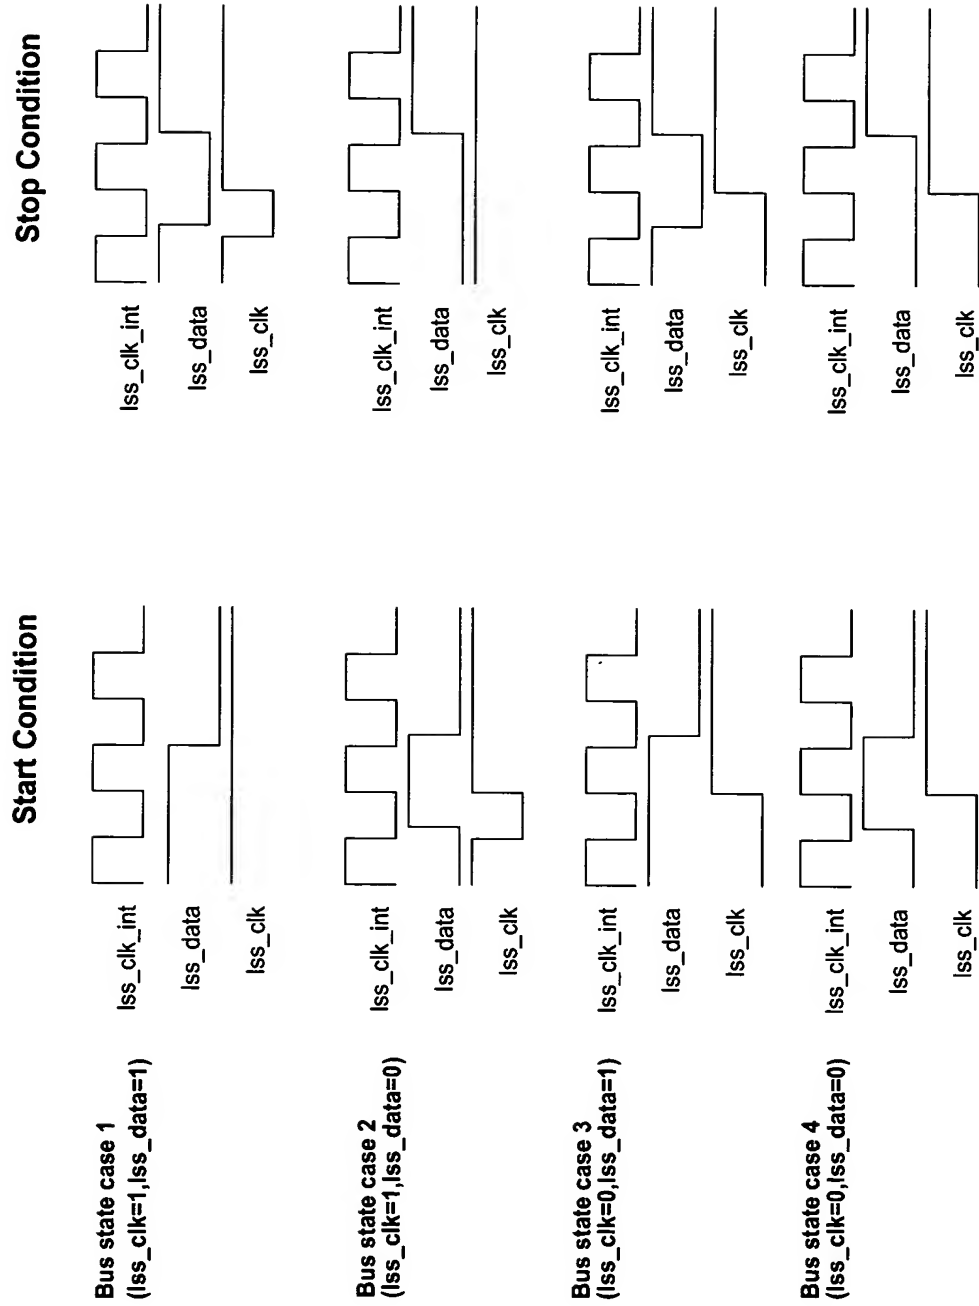 Start Condition
Stop Condition
Bus state case 1
(lss_clk=1,lss_data=1)
lss_clk_int
lss_data
lss_clk
lss_clk_int
lss_data
lss_clk
Bus state case 2
(lss_clk=1,lss_data=0)
lss_clk_int
lss_data
lss_clk
lss_clk_int
lss_data
lss_clk
Bus state case 3
(lss_clk=0,lss_data=1)
lss_clk_int
lss_data
lss_clk
lss_clk_int
lss_data
lss_clk
Bus state case 4
(lss_clk=0,lss_data=0)
lss_clk_int
lss_data
lss_clk
lss_clk_int
lss_data
lss_clk